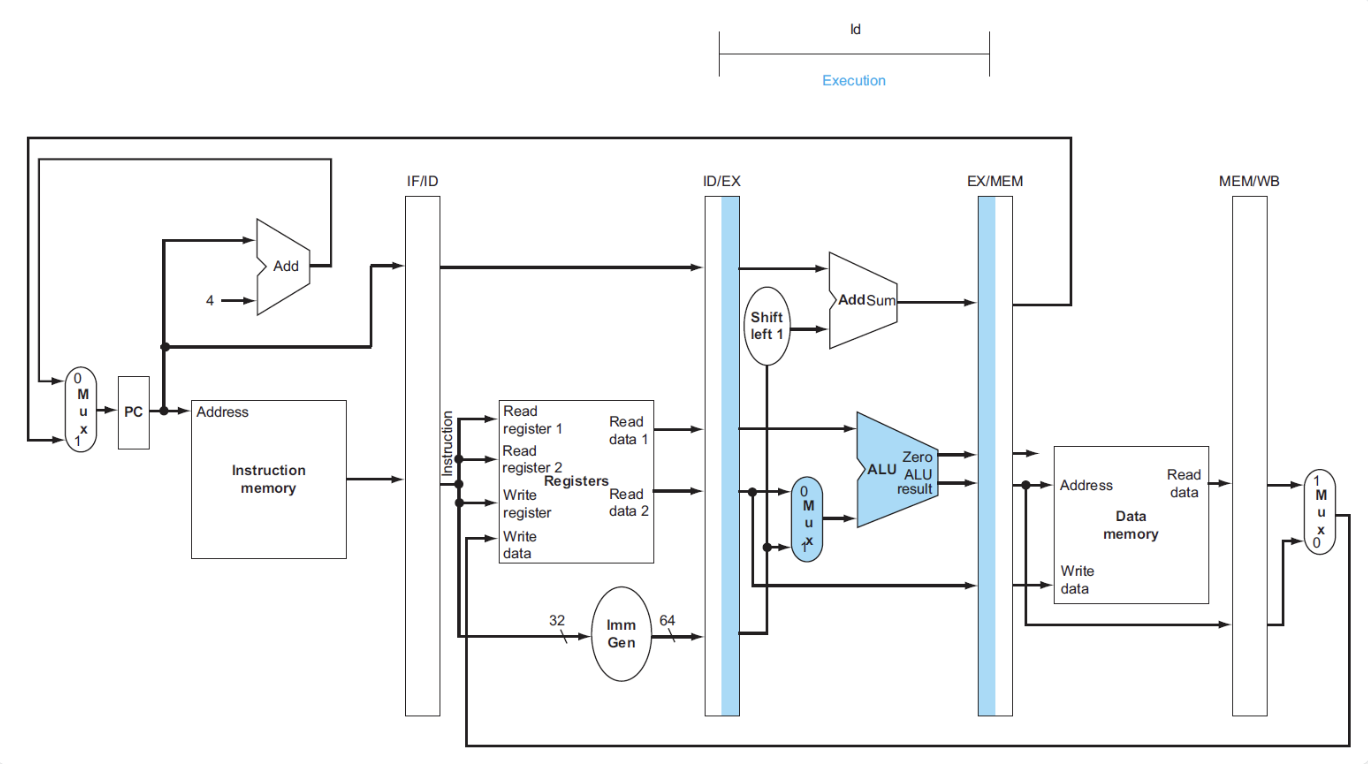 ld
Execution
IF/ID
ID/EX
EX/MEM
MEM/WB
Add
4
Add Sum
Shift
left 1
0
M
u
x
1
PC
Address
Instruction
memory
Instruction
Read
register 1
Read
register 2
Write
register
Write
data
Registers
Read
data 1
Read
data 2
32
Imm
Gen
64
0
M
u
x
1
ALU
Zero
ALU
result
Address
Read
data
Data
memory
Write
data
1
M
u
x
0